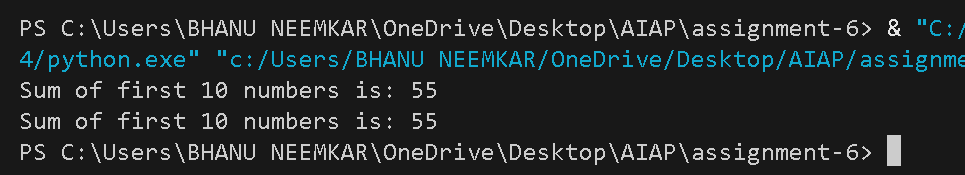 PS C:\Users\BHANU NEEMKAR\OneDrive\Desktop\AIAP\assignment-6> & "C:/
4/python.exe" "c:/Users/BHANU NEEMKAR/OneDrive/Desktop/AIAP/assignme
Sum of first 10 numbers is: 55
Sum of first 10 numbers is: 55
PS C:\Users\BHANU NEEMKAR\OneDrive\Desktop\AIAP\assignment-6>